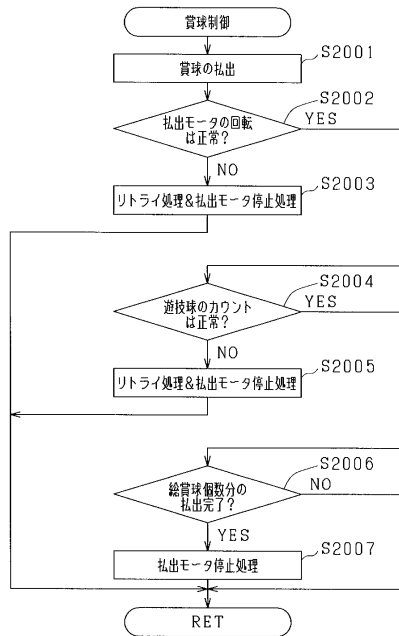 賞球制御
S2001
賞球の払出
S2002
払出モータの回転
は正常?
YES
NO
S2003
リトライ処理&払出モータ停止処理
S2004
遊技球のカウント
は正常?
YES
NO
S2005
リトライ処理&払出モータ停止処理
S2006
総賞球個数分の
払出完了?
NO
YES
S2007
払出モータ停止処理
RET